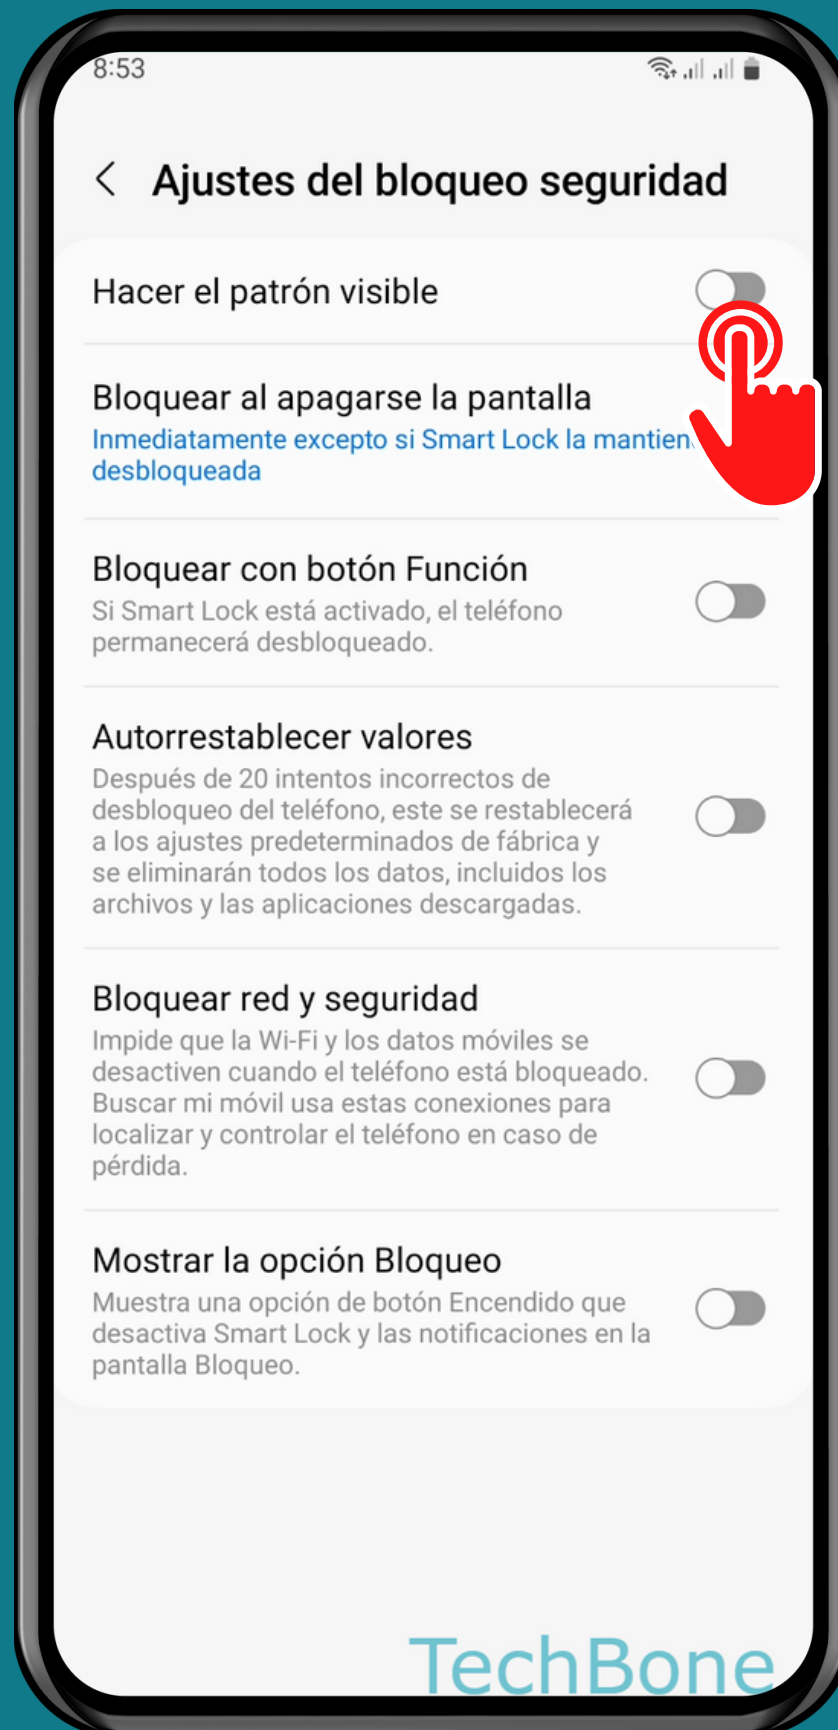 8:53
Ajustes del bloqueo seguridad
Hacer el patrón visible
Bloquear al apagarse la pantalla
Inmediatamente excepto si Smart Lock la
desbloqueada
Bloquear con botón Función
Si Smart Lock está activado, el teléfono
permanecerá desbloqueado.
Autorrestablecer valores
Después de 20 intentos incorrectos de
desbloqueo del teléfono, este se restablecerá
a los ajustes predeterminados de fábrica y
se eliminarán todos los datos, incluidos los
archivos y las aplicaciones descargadas.
Bloquear red y seguridad
Impide que la Wi-Fi y los datos móviles se
desactiven cuando el teléfono está bloqueado.
Buscar mi móvil usa estas conexiones para
localizar y controlar el teléfono en caso de
pérdida.
Mostrar la opción Bloqueo
Muestra una opción de botón Encendido que
desactiva Smart Lock y las notificaciones en la
pantalla Bloqueo.
TechBone